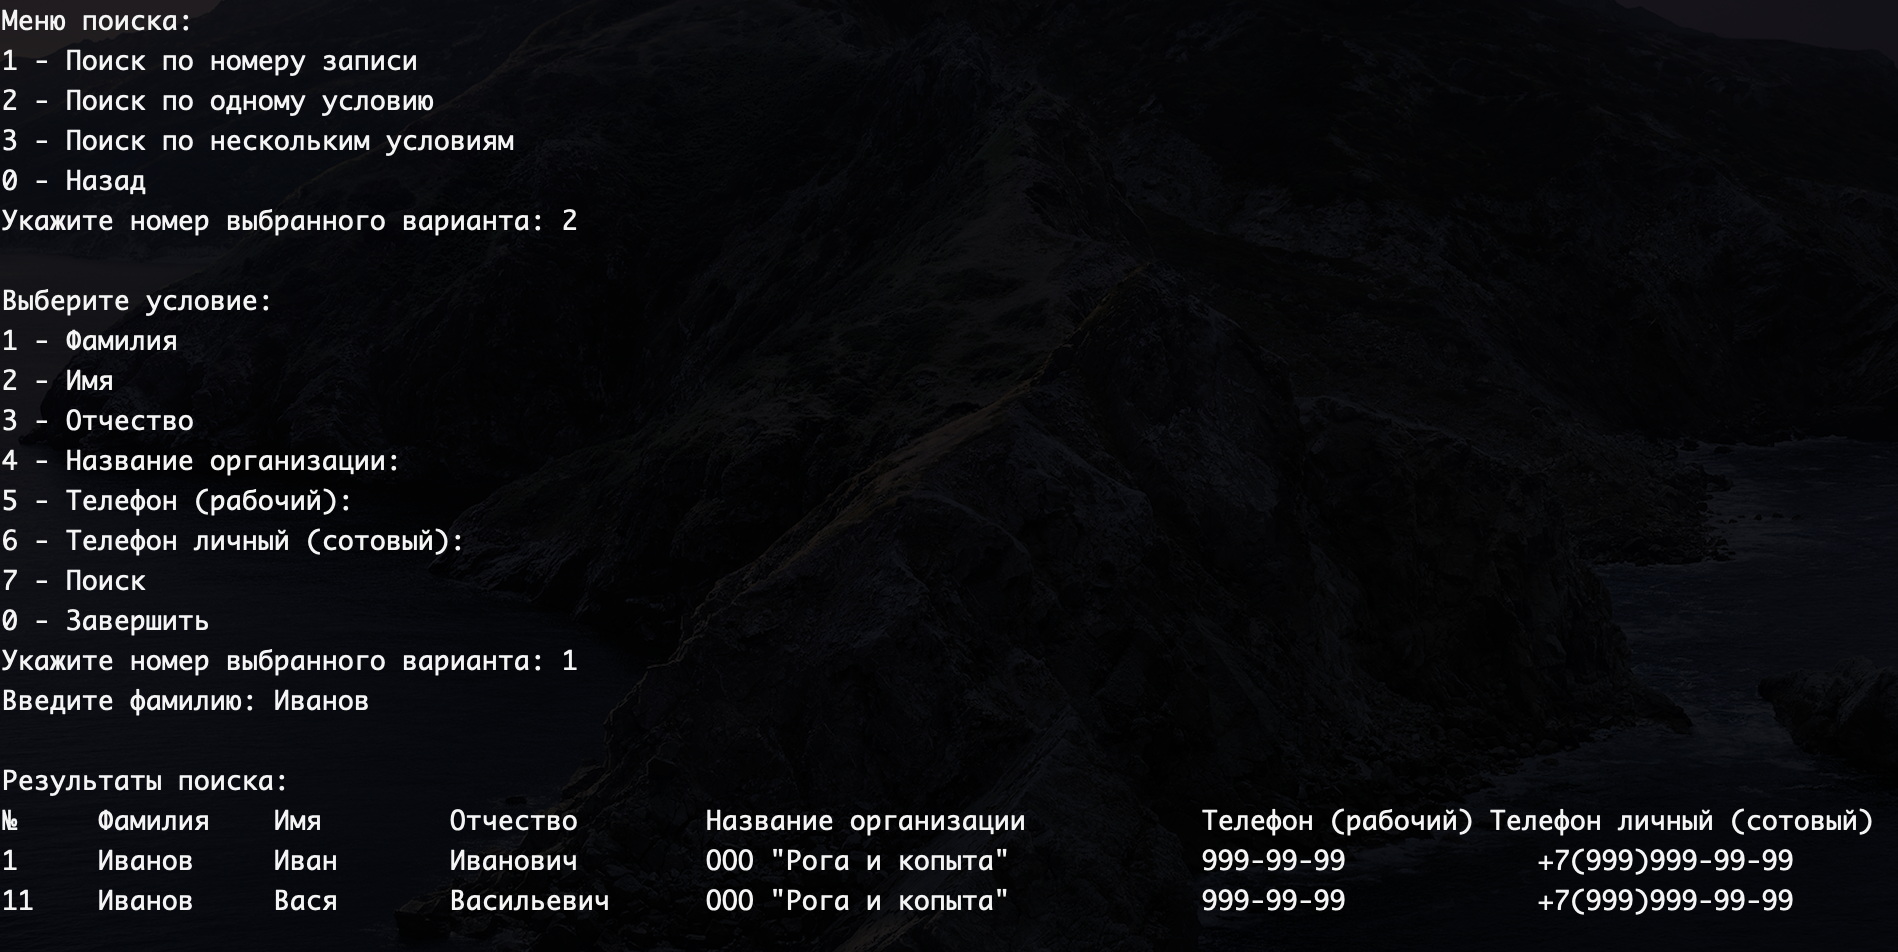 Меню поиска:
1 - Поиск по номеру записи
2 - Поиск по одному условию
3 - Поиск по нескольким условиям
0 - Назад
Укажите номер выбранного варианта: 2
Выберите условие:
1 - Фамилия
2 - Имя
3 - Отчество
4 - Название организации:
5 - Телефон (рабочий):
6 - Телефон личный (сотовый):
7 - Поиск
0 - Завершить
Укажите номер выбранного варианта: 1
Введите фамилию: Иванов
Результаты поиска:
№ Фамилия Имя Отчество Название организации Телефон (рабочий) Телефон личный (сотовый)
1 Иванов Иван Иванович ООО "Рога и копыта" 999-99-99 +7(999)999-99-99
11 Иванов Вася Васильевич ООО "Рога и копыта" 999-99-99 +7(999)999-99-99